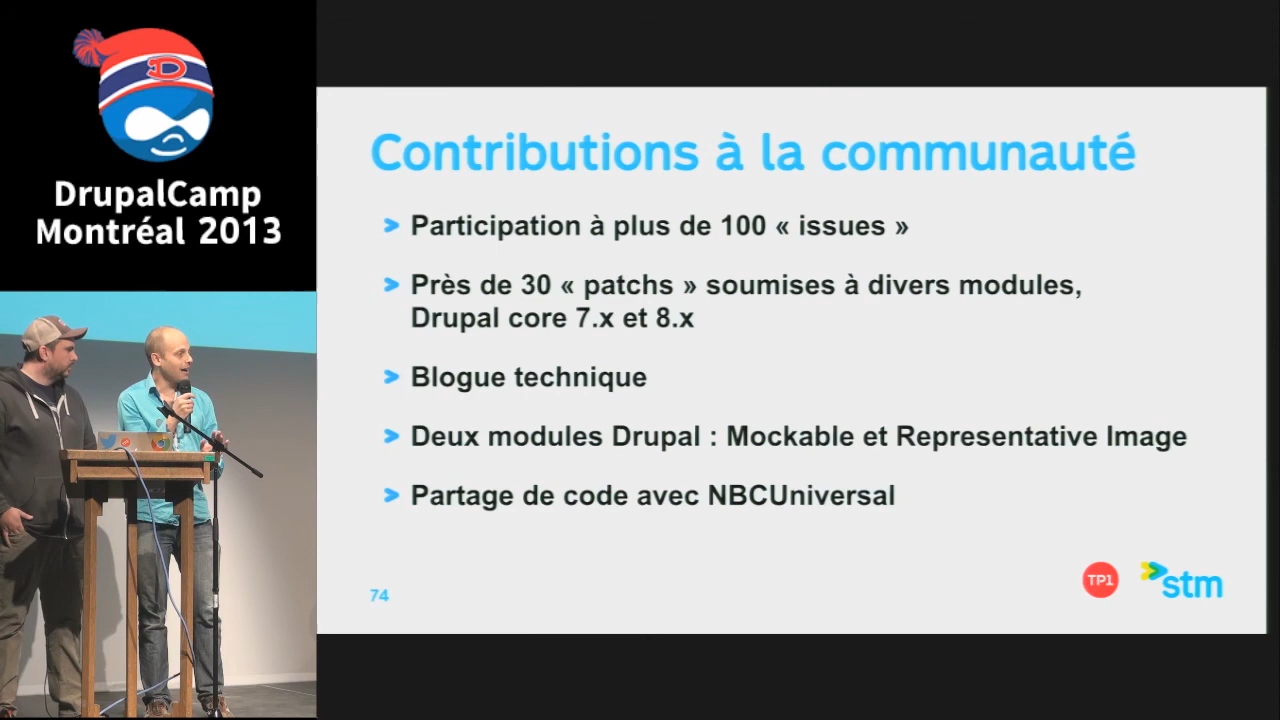 DrupalCamp
Montréal 2013
Contributions à la communauté
Participation à plus de 100 « issues »
Près de 30 « patchs » soumises à divers modules,
Drupal core 7.x et 8.x
Blogue technique
Deux modules Drupal : Mockable et Representative Image
Partage de code avec NBCUniversal
74
TP1
stm